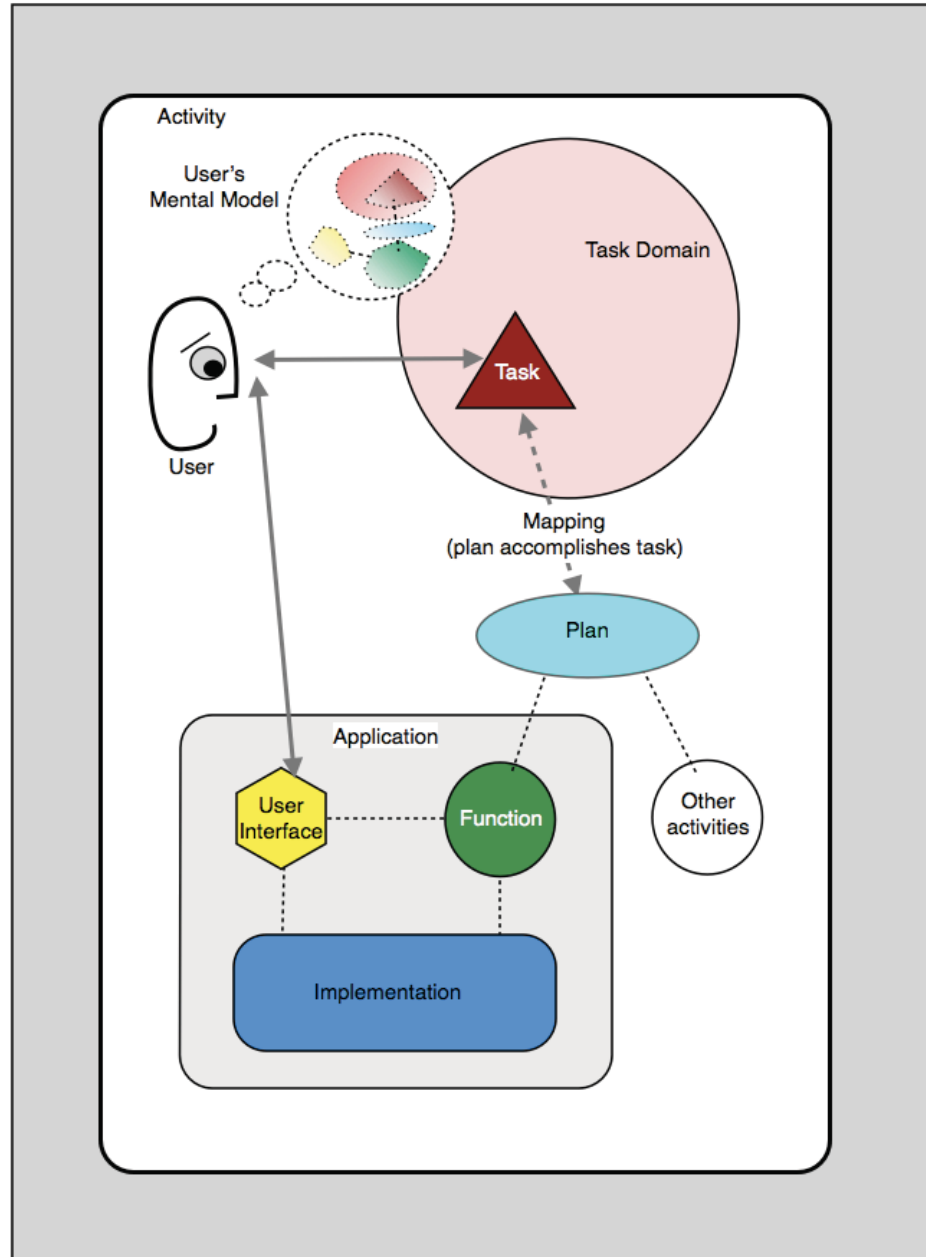 Activity
User's
Mental Model
Task Domain
Task
User
Mapping
(plan accomplishes task)
Plan
Application
User
Interface
Function
Other
activities
Implementation